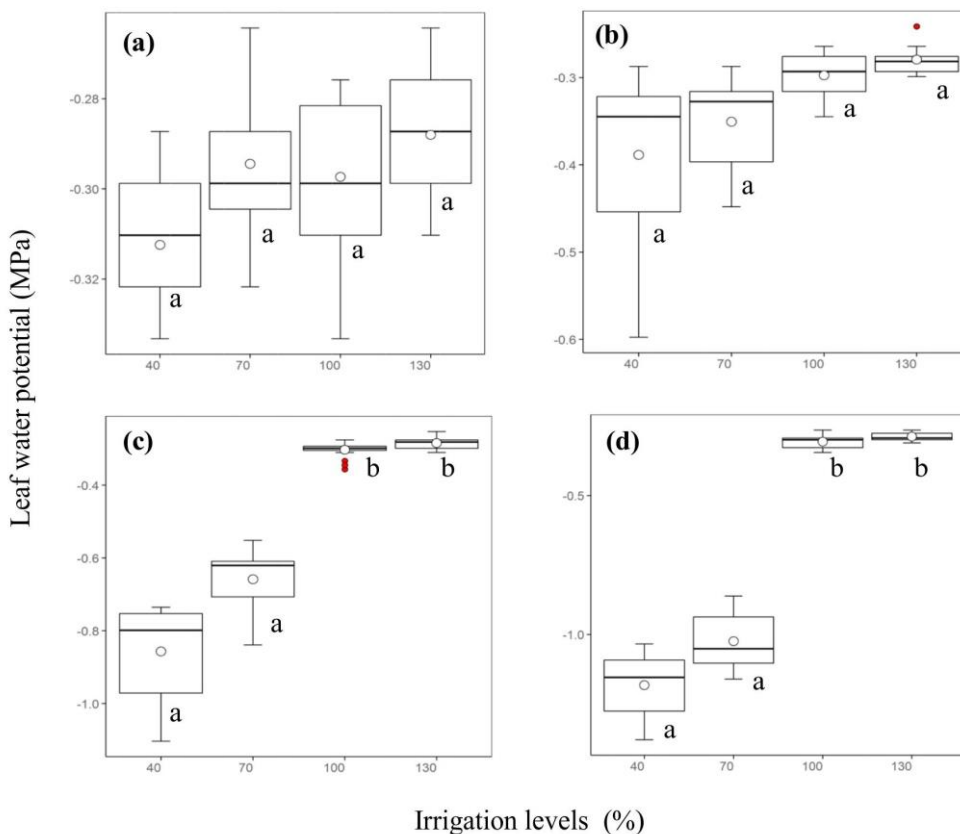 Leaf water potential (MPa)
(a)
-0.28
-0.30
-0.32
a
a
a
a
40
70
100
130
(b)
-0.3
-0.4
-0.5
-0.6
a
a
a
a
40
70
100
130
(c)
-0.4
-0.6
-0.8
-1.0
a
a
b
b
40
70
100
130
(d)
-0.5
-1.0
a
a
b
b
40
70
100
130
Irrigation levels (%)